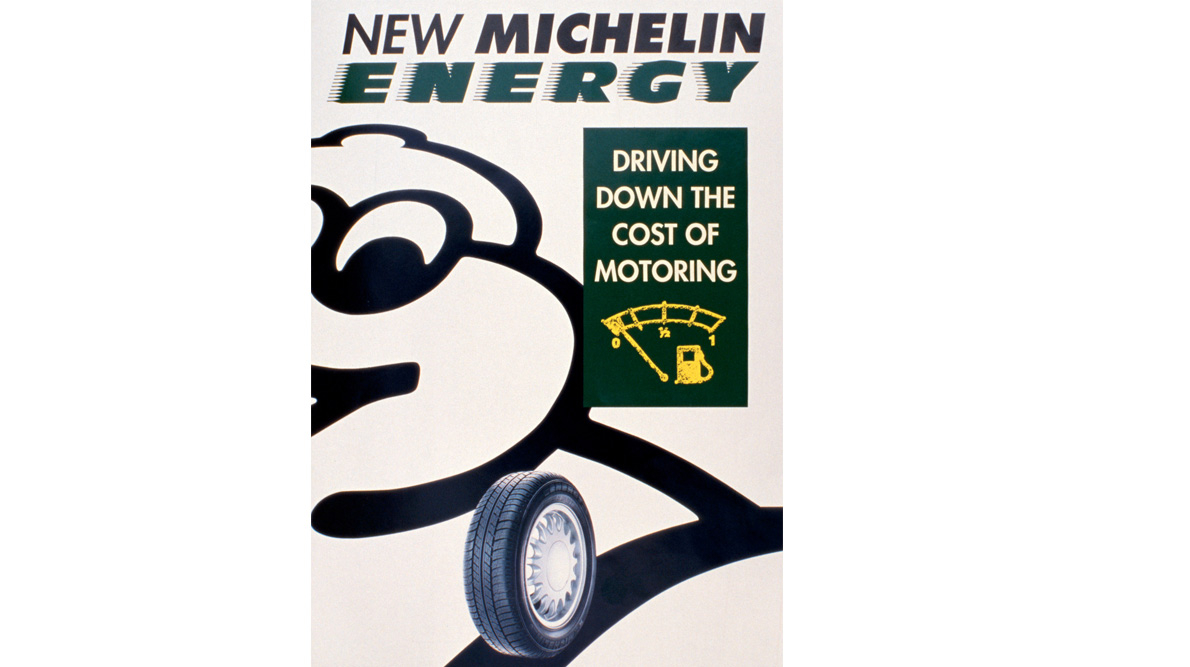 NEW MICHELIN
ENERGY
DRIVING
DOWN THE
COST OF
MOTORING
0 ½ 1